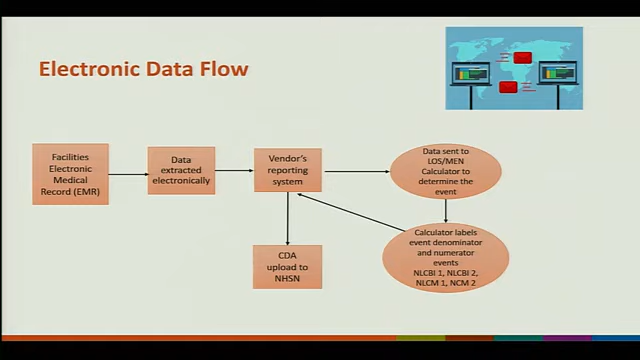 Electronic Data Flow
Facilities
Electronic
Medical
Record (EMR)
Data
extracted
electronically
Vendor's
reporting
system
Data sent to
LOS/MEN
Calculator to
determine the
event
CDA
upload to
NHSN
Calculator labels
event denominator
and numerator
events
NLCBI 1, NLCBI 2,
NLCM 1, NCM 2